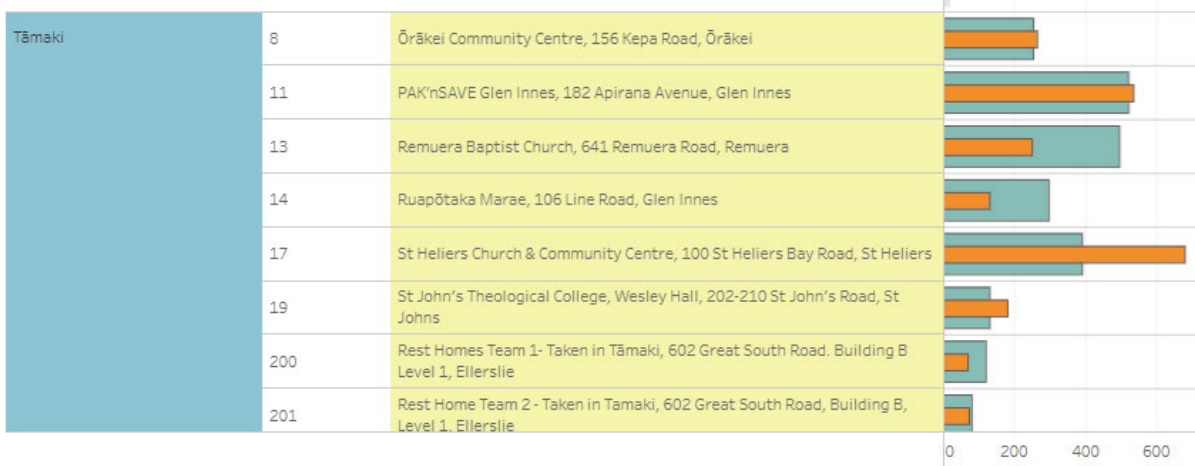 Tāmaki
8
Ōrākei Community Centre, 156 Kepa Road, Ōrākei
11
PAK'nSAVE Glen Innes, 182 Apirana Avenue, Glen Innes
13
Remuera Baptist Church, 641 Remuera Road, Remuera
14
Ruapōtaka Marae, 106 Line Road, Glen Innes
17
St Heliers Church & Community Centre, 100 St Heliers Bay Road, St Heliers
19
St John's Theological College, Wesley Hall, 202-210 St John's Road, St
Johns
200
Rest Homes Team 1- Taken in Tāmaki, 602 Great South Road. Building B
Level 1, Ellerslie
201
Rest Home Team 2 - Taken in Tamaki, 602 Great South Road, Building B,
Level 1. Ellerslie
0 200 400 600